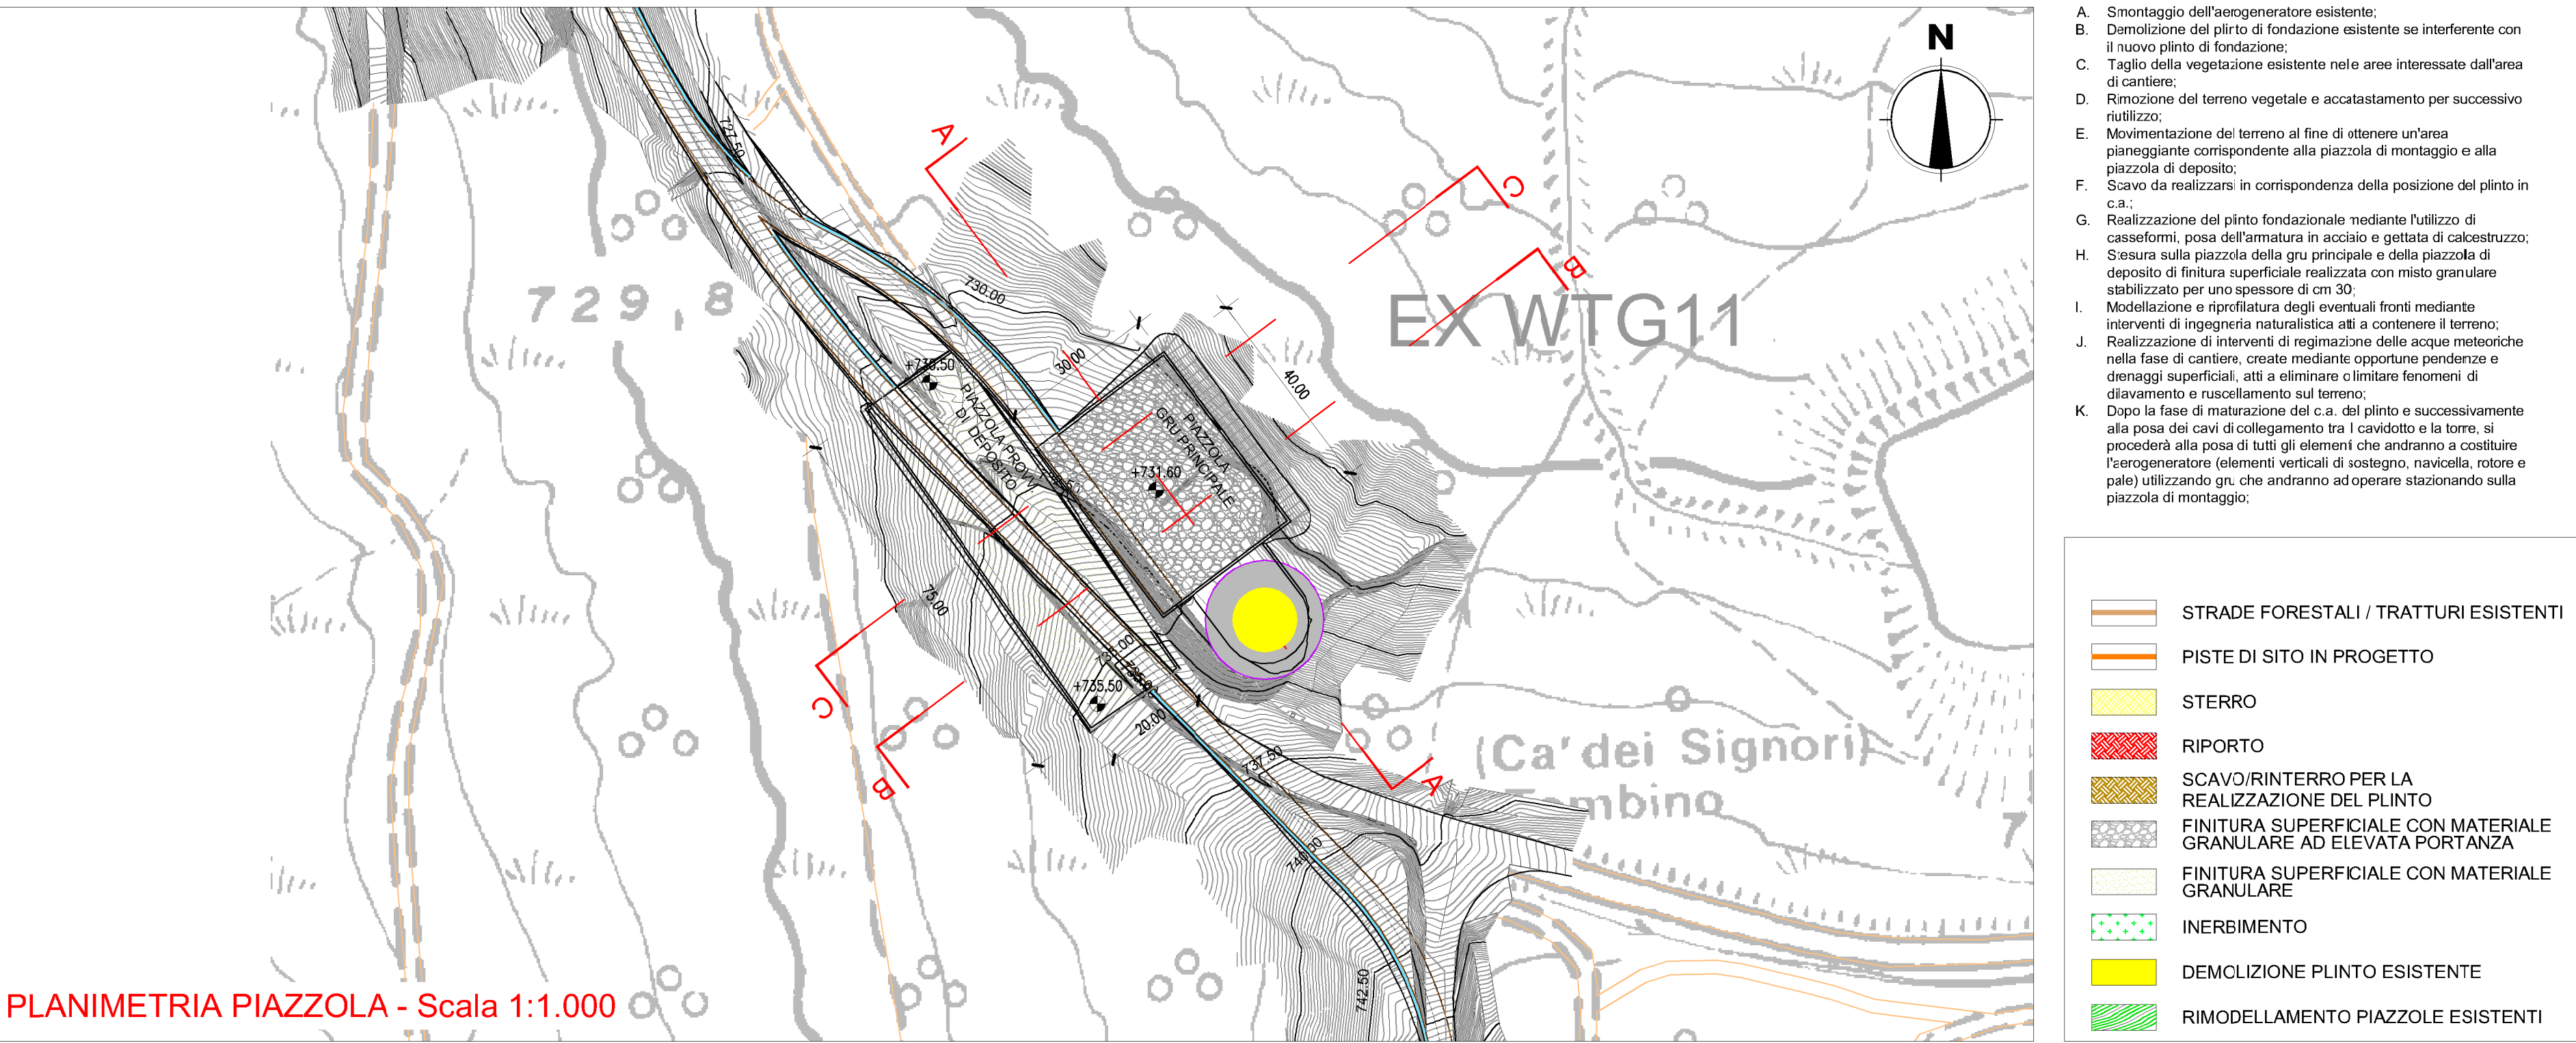 A. Smontaggio dell'aerogeneratore esistente;
B. Demolizione del plinto di fondazione esistente se interferente con
il nuovo plinto di fondazione;
C. Taglio della vegetazione esistente nelle aree interessate dall'area
di cantiere;
D. Rimozione del terreno vegetale e accatastamento per successivo
riutilizzo;
E. Movimentazione del terreno al fine di ottenere un'area
pianeggiante corrispondente alla piazzola di montaggio e alla
piazzola di deposito;
F. Scavo da realizzarsi in corrispondenza della posizione del plinto in
c.a.;
G. Realizzazione del plinto fondazionale mediante l'utilizzo di
casseformi, posa dell'armatura in acciaio e gettata di calcestruzzo;
H. Stesura sulla piazzola della gru principale e della piazzola di
deposito di finitura superficiale realizzata con misto granulare
stabilizzato per uno spessore di cm 30;
I. Modellazione e riprofilatura degli eventuali fronti mediante
interventi di ingegneria naturalistica atti a contenere il terreno;
J. Realizzazione di interventi di regimazione delle acque meteoriche
nella fase di cantiere, create mediante opportune pendenze e
drenaggi superficiali, atti a eliminare o limitare fenomeni di
dilavamento e ruscellamento sul terreno;
K. Dopo la fase di maturazione del c.a. del plinto e successivamente
alla posa dei cavi di collegamento tra l cavidotto e la torre, si
procederà alla posa di tutti gli elementi che andranno a costituire
l'aerogeneratore (elementi verticali di sostegno, navicella, rotore e
pale) utilizzando gru che andranno ad operare stazionando sulla
piazzola di montaggio;
STRADE FORESTALI / TRATTURI ESISTENTI
PISTE DI SITO IN PROGETTO
STERRO
RIPORTO
SCAVO/RINTERRO PER LA
REALIZZAZIONE DEL PLINTO
FINITURA SUPERFICIALE CON MATERIALE
GRANULARE AD ELEVATA PORTANZA
FINITURA SUPERFICIALE CON MATERIALE
GRANULARE
INERBIMENTO
DEMOLIZIONE PLINTO ESISTENTE
RIMODELLAMENTO PIAZZOLE ESISTENTI
N
727.50
A
C
B
729,8
730.00
EX WTG11
30.00
40.00
PIAZZOLA PROVV.
DI DEPOSITO
PIAZZOLA
GRU PRINCIPALE
+731.60
75.00
735.00
+735.50
20.00
C
B
737.50
A
(Ca' dei Signori)
740.00
742.50
7
PLANIMETRIA PIAZZOLA - Scala 1:1.000